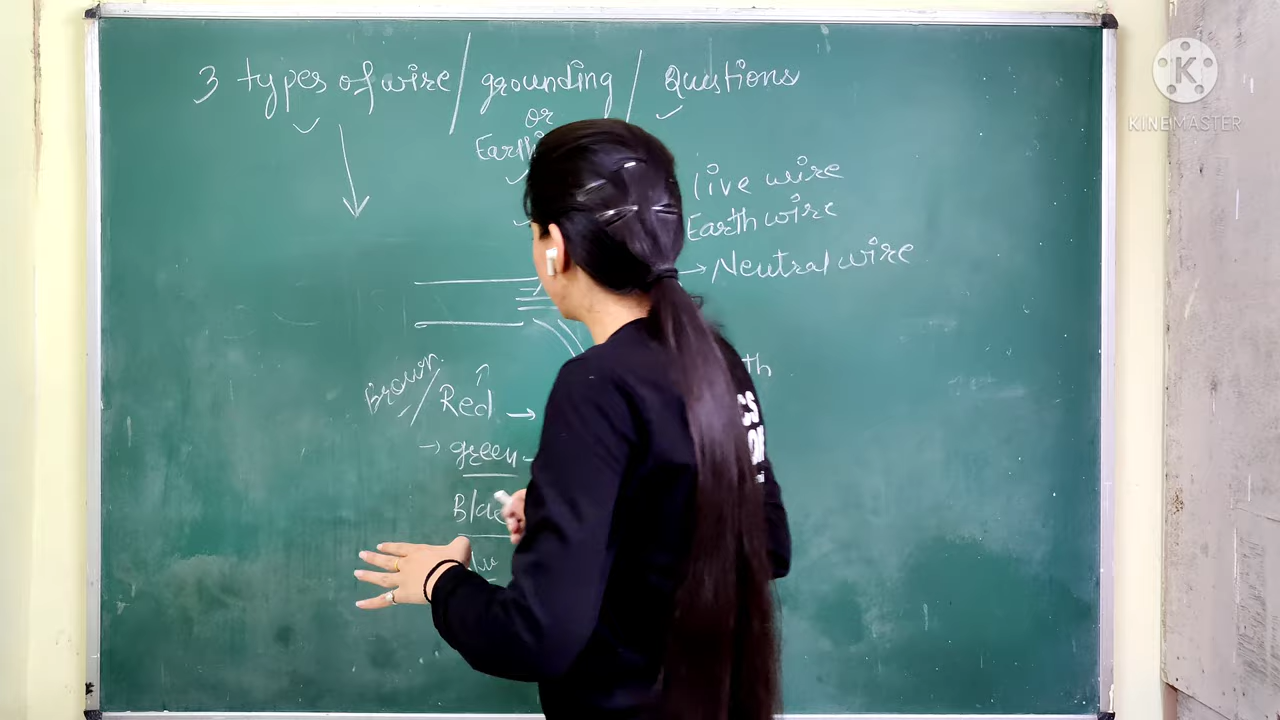 3 types of wire / grounding / Questions
or
live wire
Earth wire
→ Neutral wire
Brown / Red →
→ green
KINEMASTER